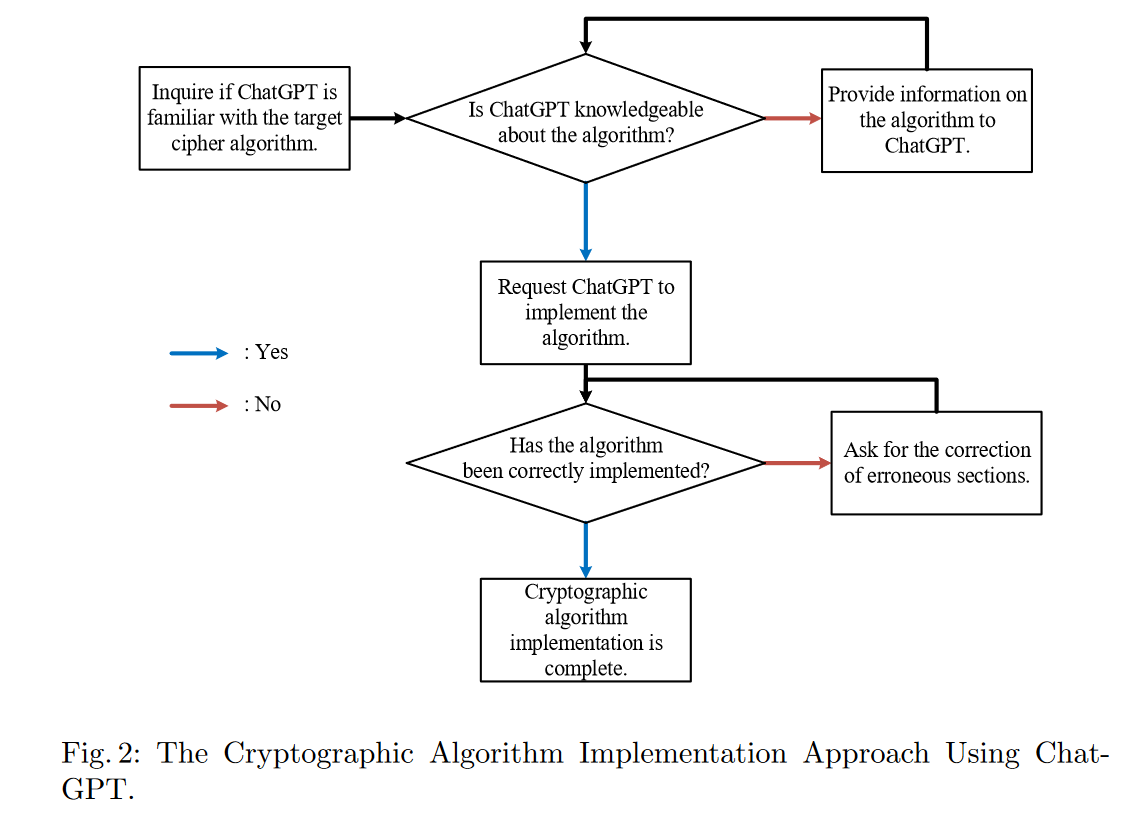 Inquire if ChatGPT is
familiar with the target
cipher algorithm.
Is ChatGPT knowledgeable
about the algorithm?
Provide information on
the algorithm to
ChatGPT.
Request ChatGPT to
implement the
algorithm.
: Yes
: No
Has the algorithm
been correctly implemented?
Ask for the correction
of erroneous sections.
Cryptographic
algorithm
implementation is
complete.
Fig. 2: The Cryptographic Algorithm Implementation Approach Using Chat-
GPT.